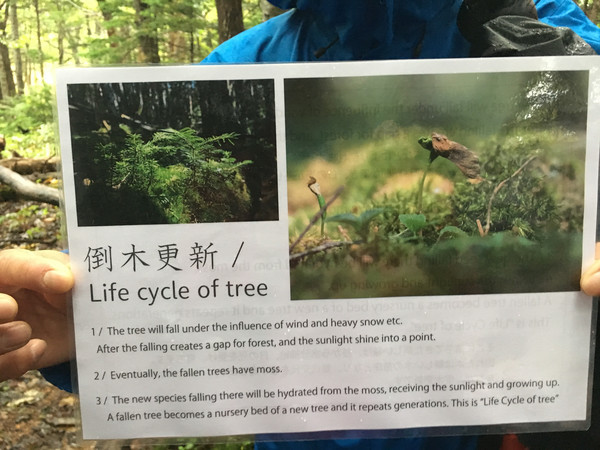 倒木更新 /
Life cycle of tree
1 / The tree will fall under the influence of wind and heavy snow etc.
After the falling creates a gap for forest, and the sunlight shine into a point.
2 / Eventually, the fallen trees have moss.
3 / The new species falling there will be hydrated from the moss, receiving the sunlight and growing up.
A fallen tree becomes a nursery bed of a new tree and it repeats generations. This is “Life Cycle of tree”